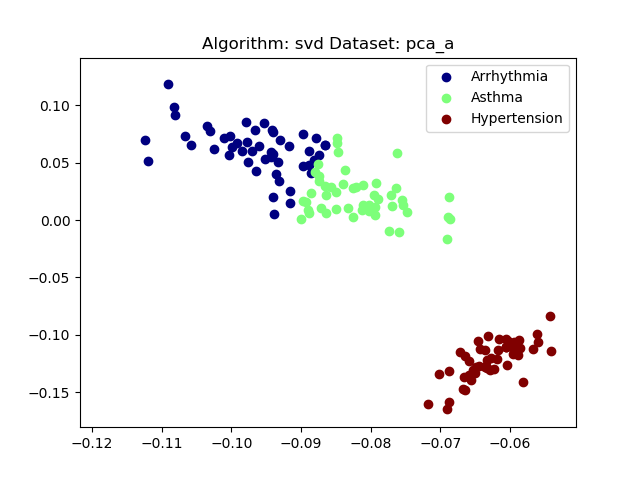 Algorithm: svd Dataset: pca_a
Arrhythmia
Asthma
Hypertension
0.10
0.05
0.00
−0.05
−0.10
−0.15
−0.12 −0.11 −0.10 −0.09 −0.08 −0.07 −0.06